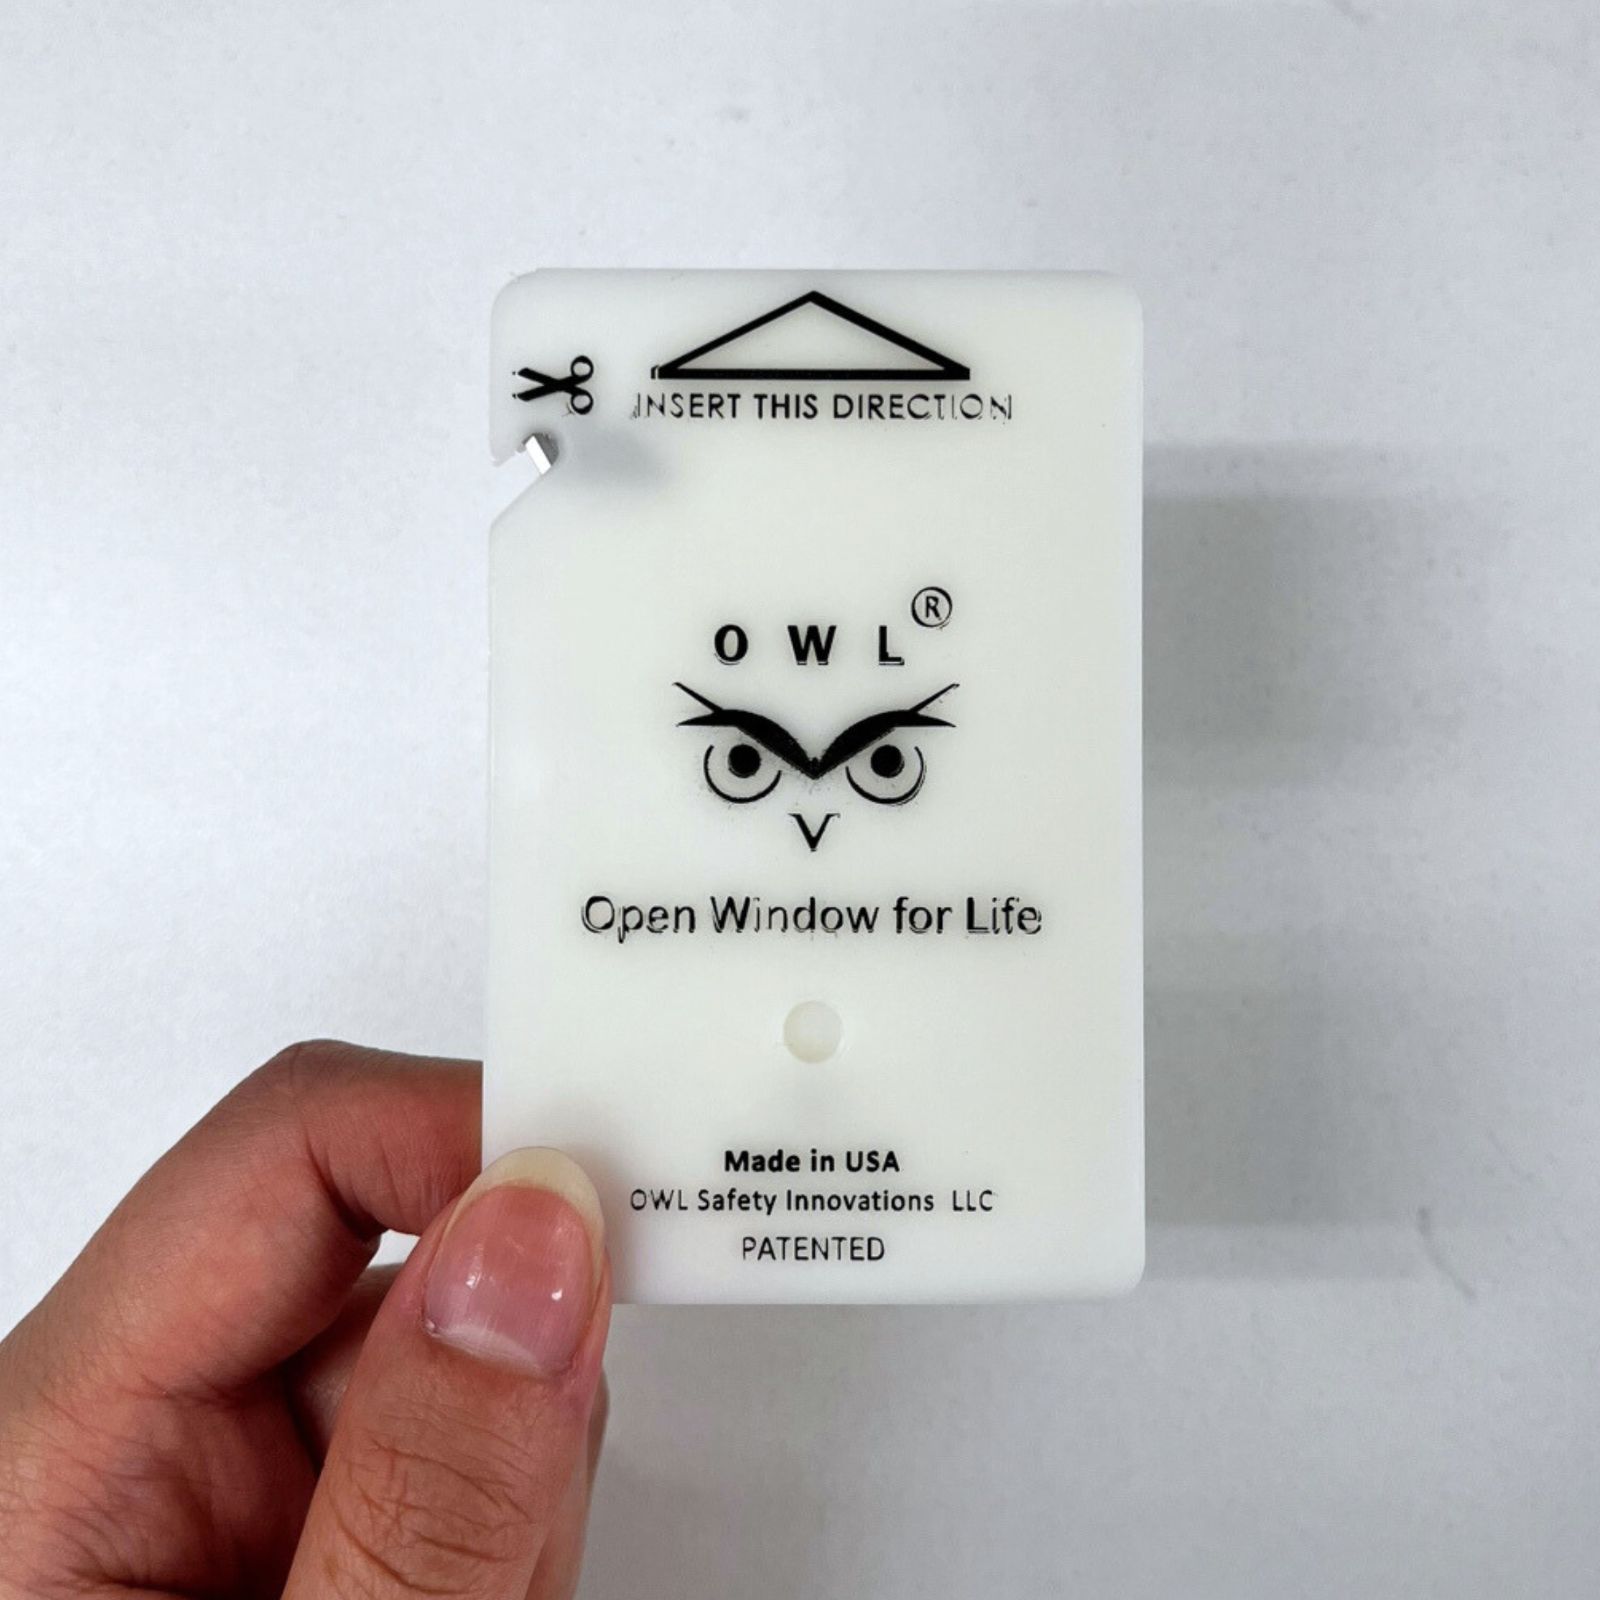 INSERT THIS DIRECTION
OWL®
Open Window for Life
Made in USA
OWL Safety Innovations LLC
PATENTED